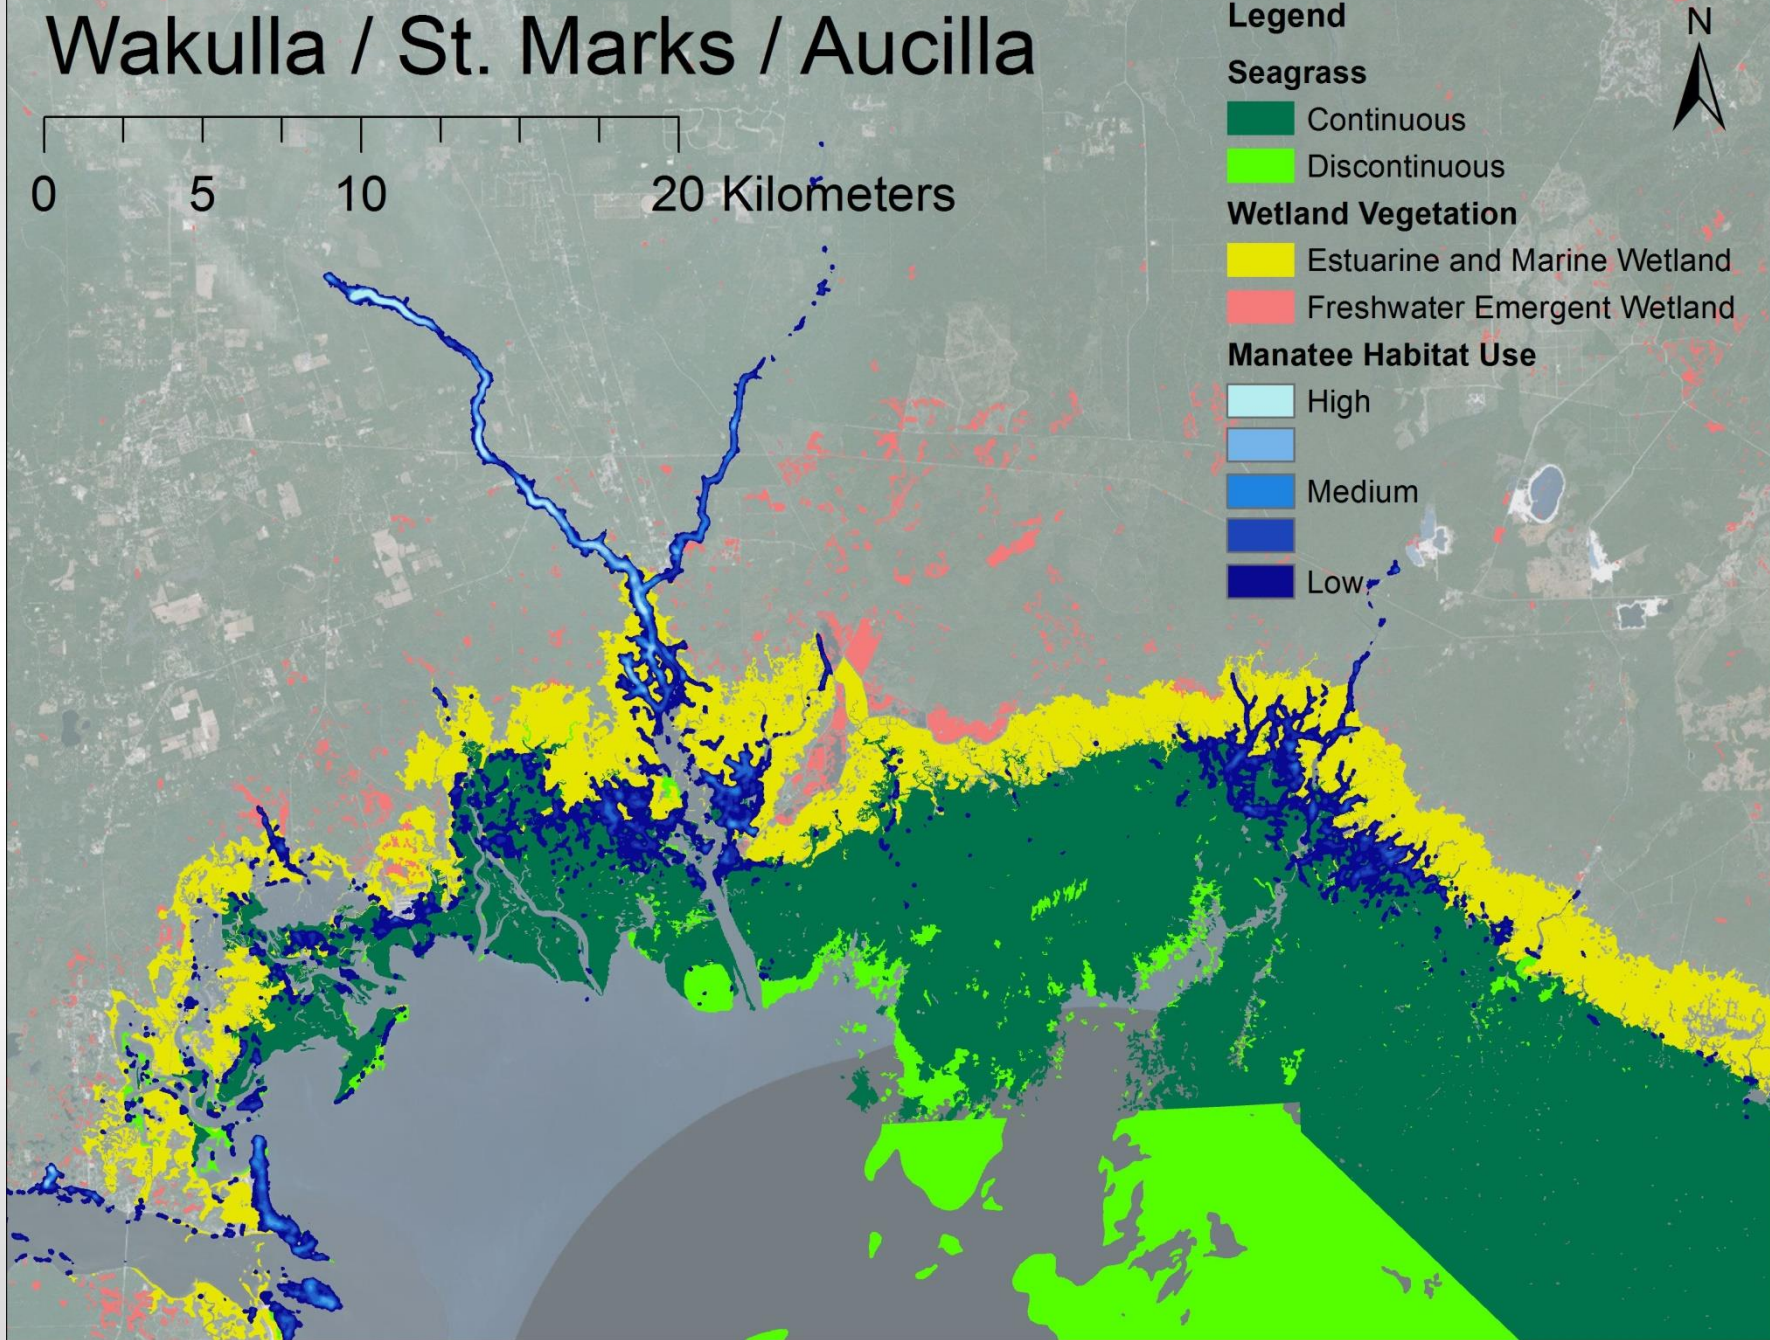 Wakulla / St. Marks / Aucilla
0 5 10 20 Kilometers
Legend
Seagrass
Continuous
Discontinuous
Wetland Vegetation
Estuarine and Marine Wetland
Freshwater Emergent Wetland
Manatee Habitat Use
High
Medium
Low
N